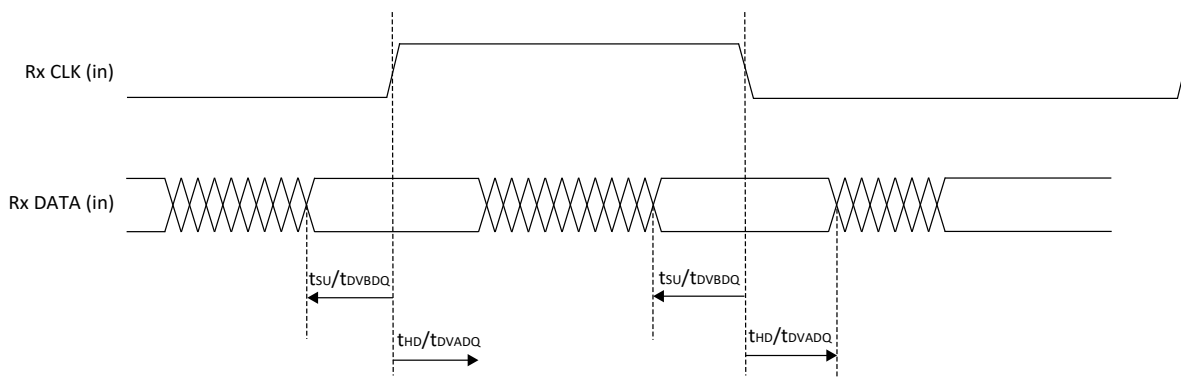 Rx CLK (in)
Rx DATA (in)
tSU/tDVBDQ
tSU/tDVBDQ
tHD/tDVADQ
tHD/tDVADQ